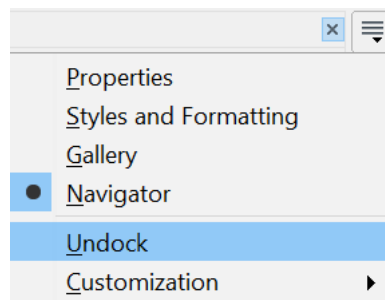 Properties
Styles and Formatting
Gallery
Navigator
Undock
Customization